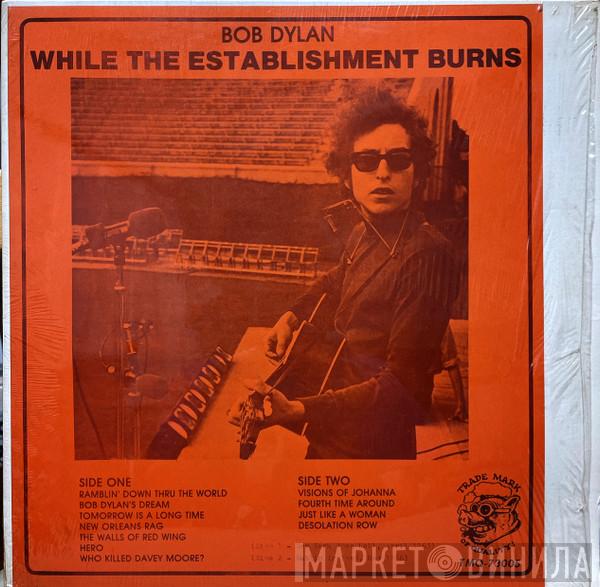 BOB DYLAN
WHILE THE ESTABLISHMENT BURNS
SIDE ONE
RAMBLIN' DOWN THRU THE WORLD
BOB DYLAN'S DREAM
TOMORROW IS A LONG TIME
NEW ORLEANS RAG
THE WALLS OF RED WING
HERO
WHO KILLED DAVEY MOORE?
SIDE TWO
VISIONS OF JOHANNA
FOURTH TIME AROUND
JUST LIKE A WOMAN
DESOLATION ROW
TRADE MARK
TMQ-73005
МАРКЕТ ВИНИЛА